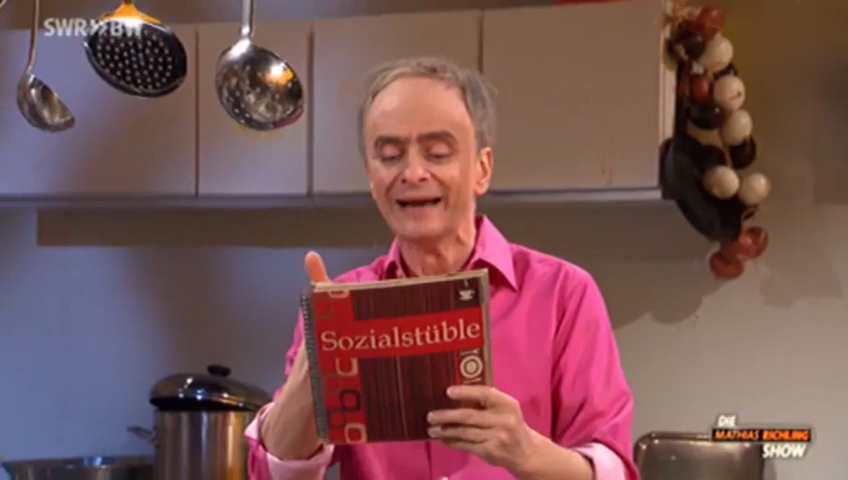 SWR» BW
Sozialstüble
DIE
MATHIAS RICHLING
SHOW